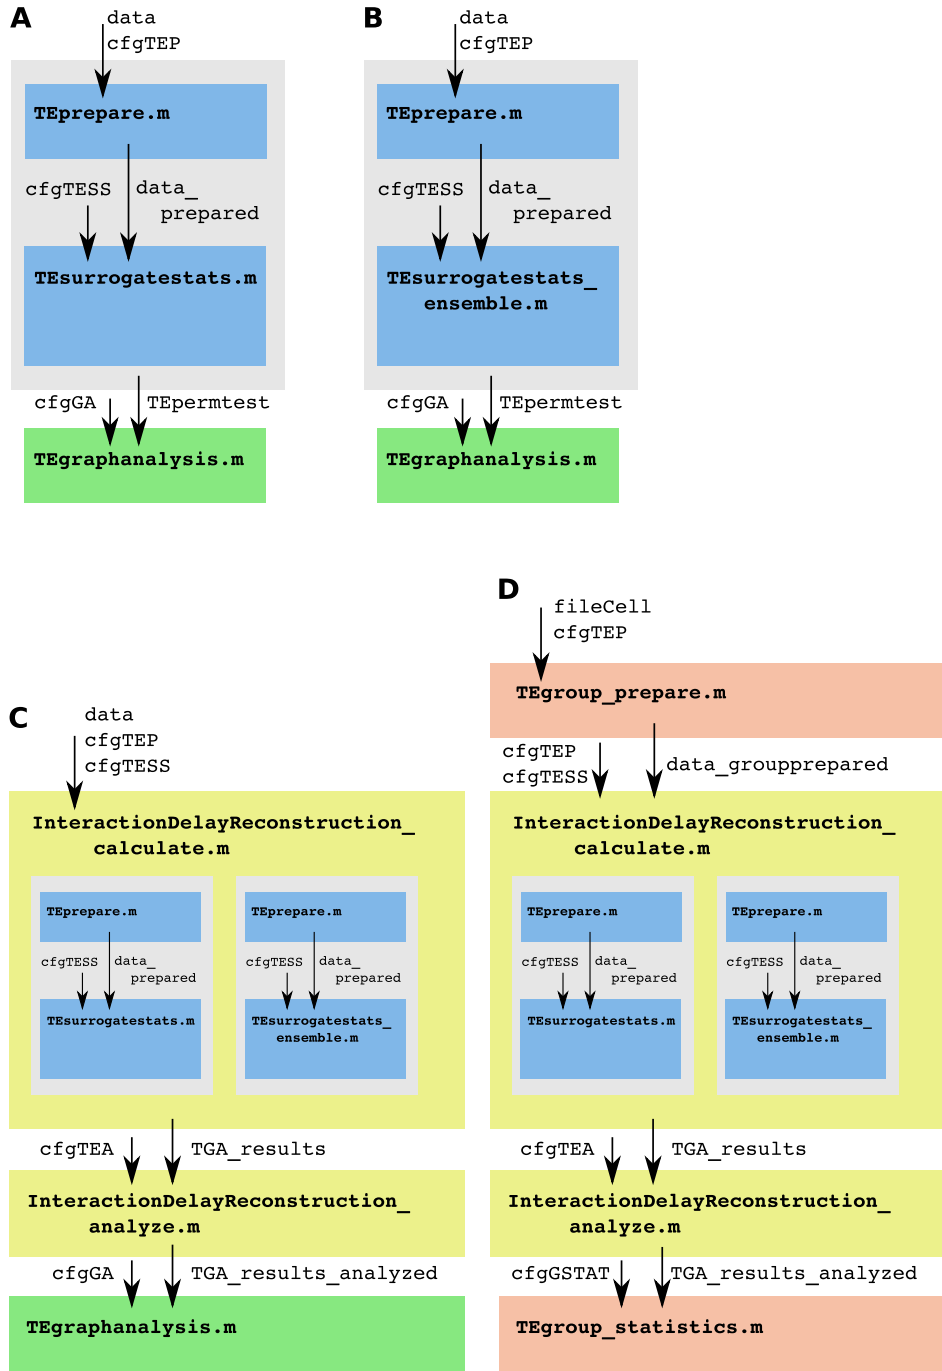 A
data
cfgTEP
TEprepare.m
cfgTESS
data_
prepared
TEsurrogatestats.m
cfgGA
TEpermtest
TEgraphanalysis.m
B
data
cfgTEP
TEprepare.m
cfgTESS
data_
prepared
TEsurrogatestats_
ensemble.m
cfgGA
TEpermtest
TEgraphanalysis.m
C
data
cfgTEP
cfgTESS
InteractionDelayReconstruction_
calculate.m
TEprepare.m
cfgTESS
data_
prepared
TEsurrogatestats.m
TEprepare.m
cfgTESS
data_
prepared
TEsurrogatestats_
ensemble.m
cfgTEA
TGA_results
InteractionDelayReconstruction_
analyze.m
cfgGA
TGA_results_analyzed
TEgraphanalysis.m
D
fileCell
cfgTEP
TEgroup_prepare.m
cfgTEP
cfgTESS
data_groupprepared
InteractionDelayReconstruction_
calculate.m
TEprepare.m
cfgTESS
data_
prepared
TEsurrogatestats.m
TEprepare.m
cfgTESS
data_
prepared
TEsurrogatestats_
ensemble.m
cfgTEA
TGA_results
InteractionDelayReconstruction_
analyze.m
cfgGSTAT
TGA_results_analyzed
TEgroup_statistics.m